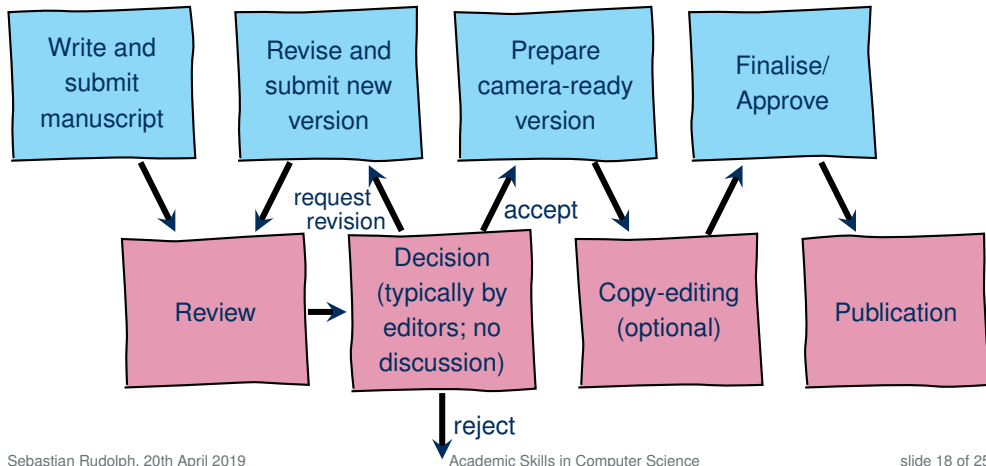 Write and
submit
manuscript
Revise and
submit new
version
Prepare
camera-ready
version
Finalise/
Approve
request
revision
accept
Review
Decision
(typically by
editors; no
discussion)
Copy-editing
(optional)
Publication
reject
Sebastian Rudolph, 20th April 2019
Academic Skills in Computer Science
slide 18 of 25